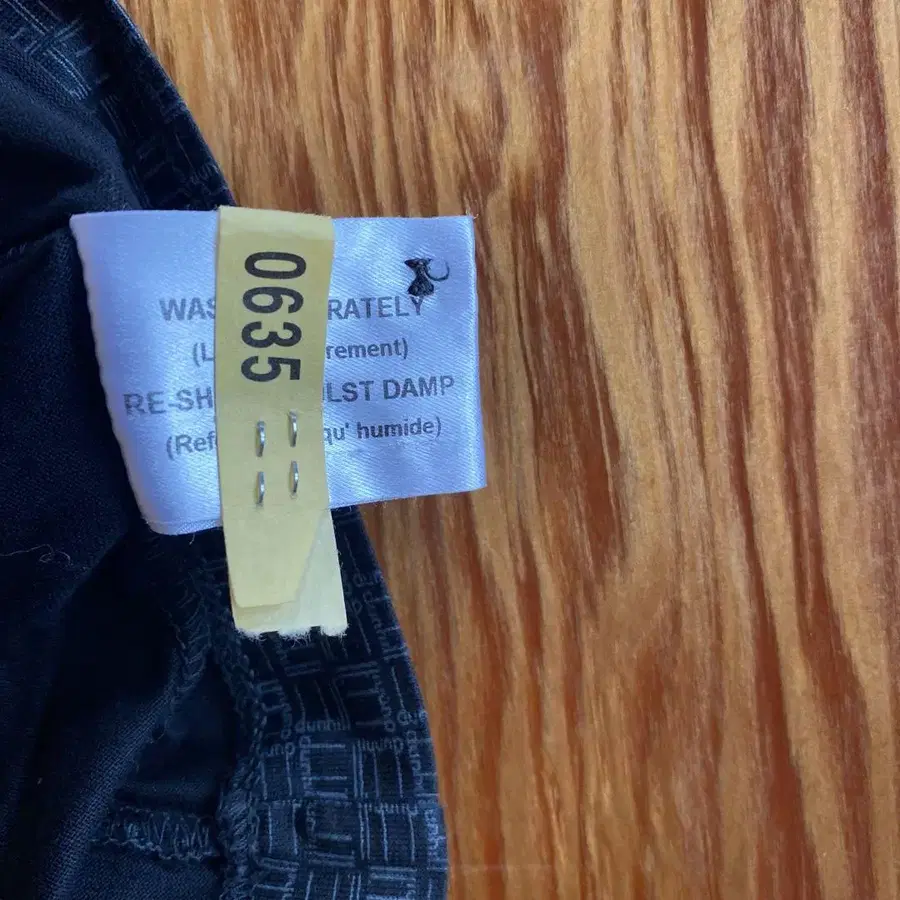 0635
WAS RATELY
(L rement)
RE-SH LST DAMP
(Ref qu' humide)
dunhill